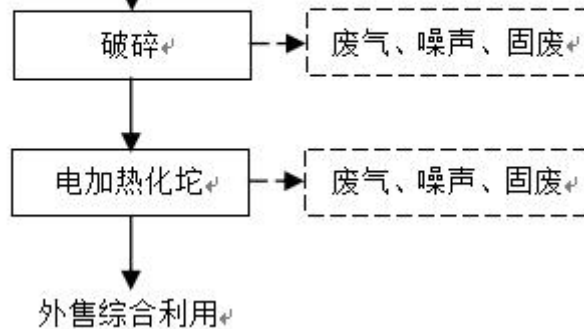 破碎
废气、噪声、固废
电加热化坨
废气、噪声、固废
外售综合利用